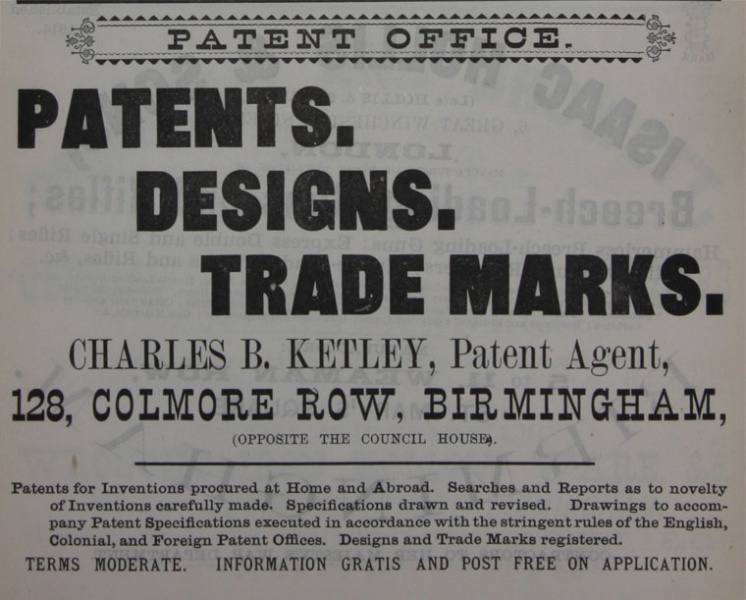 PATENT OFFICE.
PATENTS.
DESIGNS.
TRADE MARKS.
CHARLES B. KETLEY, Patent Agent,
128, COLMORE ROW, BIRMINGHAM,
(OPPOSITE THE COUNCIL HOUSE).
Patents for Inventions procured at Home and Abroad. Searches and Reports as to novelty
of Inventions carefully made. Specifications drawn and revised. Drawings to accom-
pany Patent Specifications executed in accordance with the stringent rules of the English,
Colonial, and Foreign Patent Offices. Designs and Trade Marks registered.
TERMS MODERATE. INFORMATION GRATIS AND POST FREE ON APPLICATION.